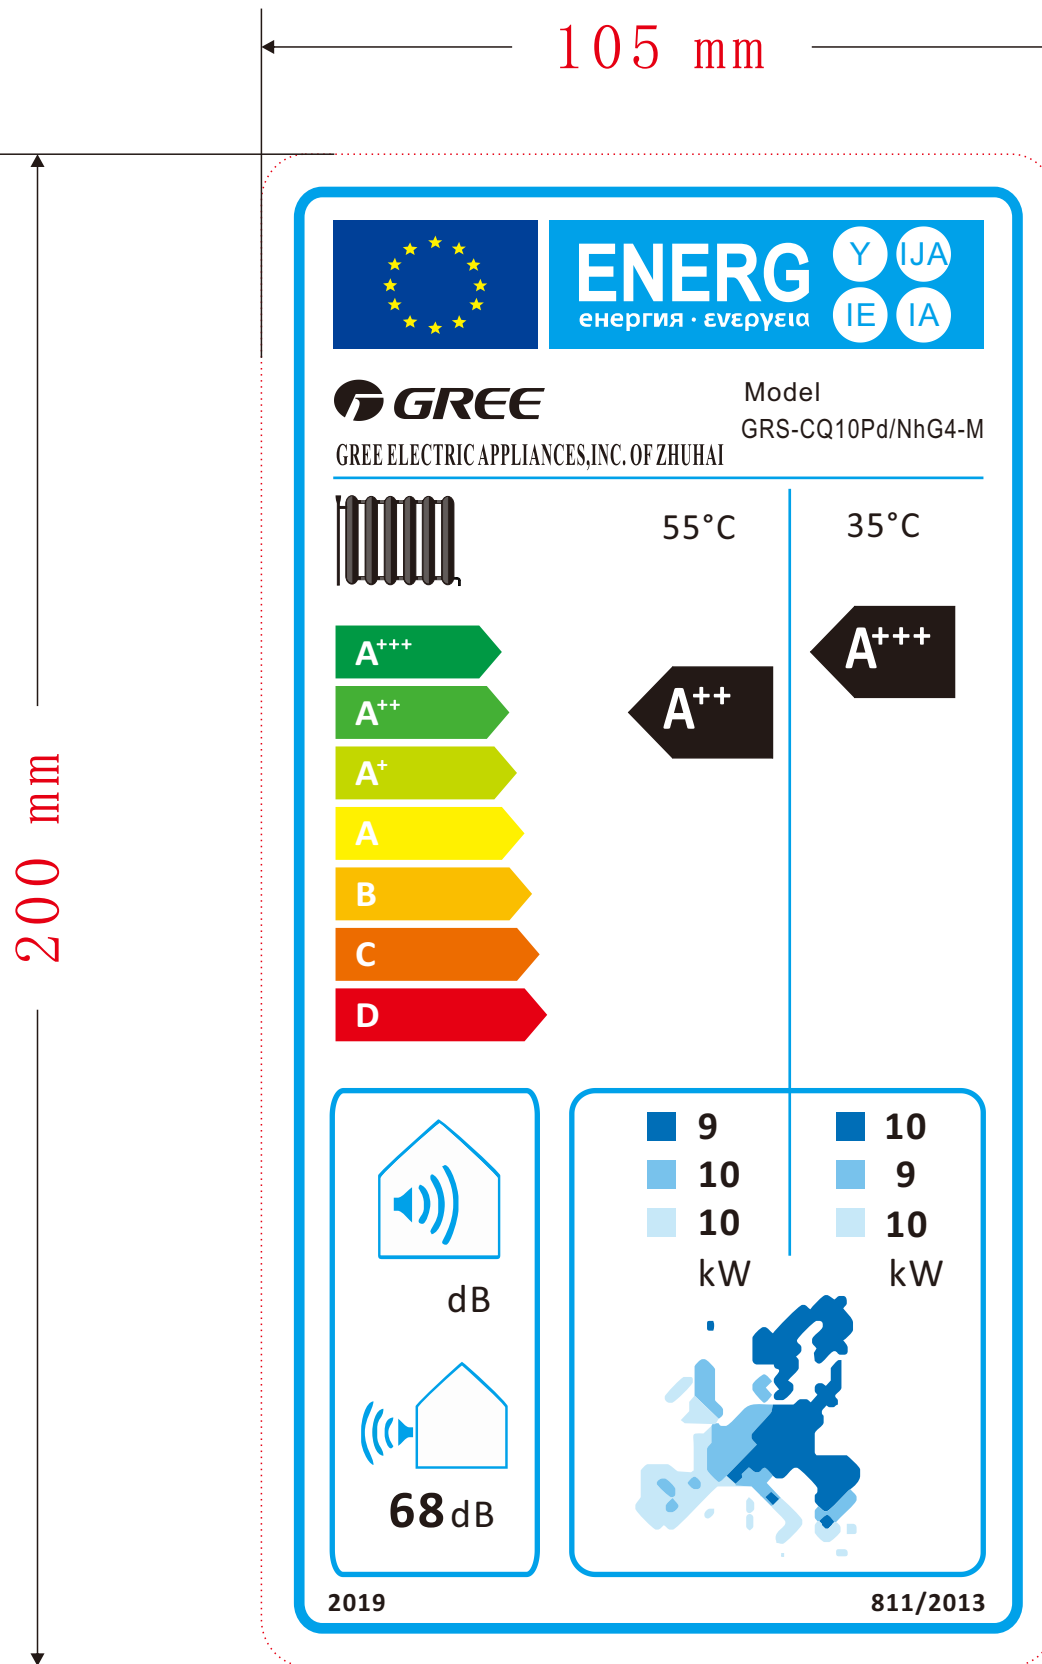 105 mm
200 mm
ENERG
енергия · ενεργεια
Y IJA
IE IA
GREE
GREE ELECTRIC APPLIANCES,INC. OF ZHUHAI
Model
GRS-CQ10Pd/NhG4-M
55°C 35°C
A+++
A++
A+
A
B
C
D
A++
A+++
dB
68 dB
9 10
10 9
10 10
kW kW
2019 811/2013